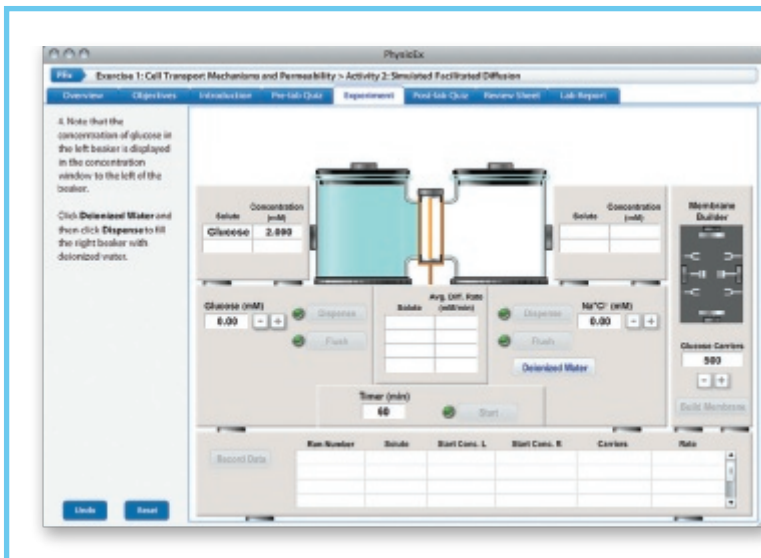 PhysioEx
PEx Exercise 1: Cell Transport Mechanisms and Permeability > Activity 2: Simulated Facilitated Diffusion
Overview Objectives Introduction Pre-lab Quiz Experiment Post-lab Quiz Review Sheet Lab Report
4. Note that the
concentration of glucose in
the left beaker is displayed
in the concentration
window to the left of the
beaker.
Click Deionized Water and
then click Dispense to fill
the right beaker with
deionized water.
Solute Concentration (mM)
Glucose 2.000
Solute Concentration (mM)
Membrane
Builder
Glucose (mM)
0.00 - +
Dispense
Flush
Solute Avg. Diff. Rate (mM/min)
Dispense
Flush
Na⁺Cl⁻ (mM)
0.00 - +
Deionized Water
Glucose Carriers
500
- +
Build Membrane
Timer (min)
60 Start
Record Data
Run Number Solute Start Conc. L Start Conc. R Carriers Rate
Undo Reset